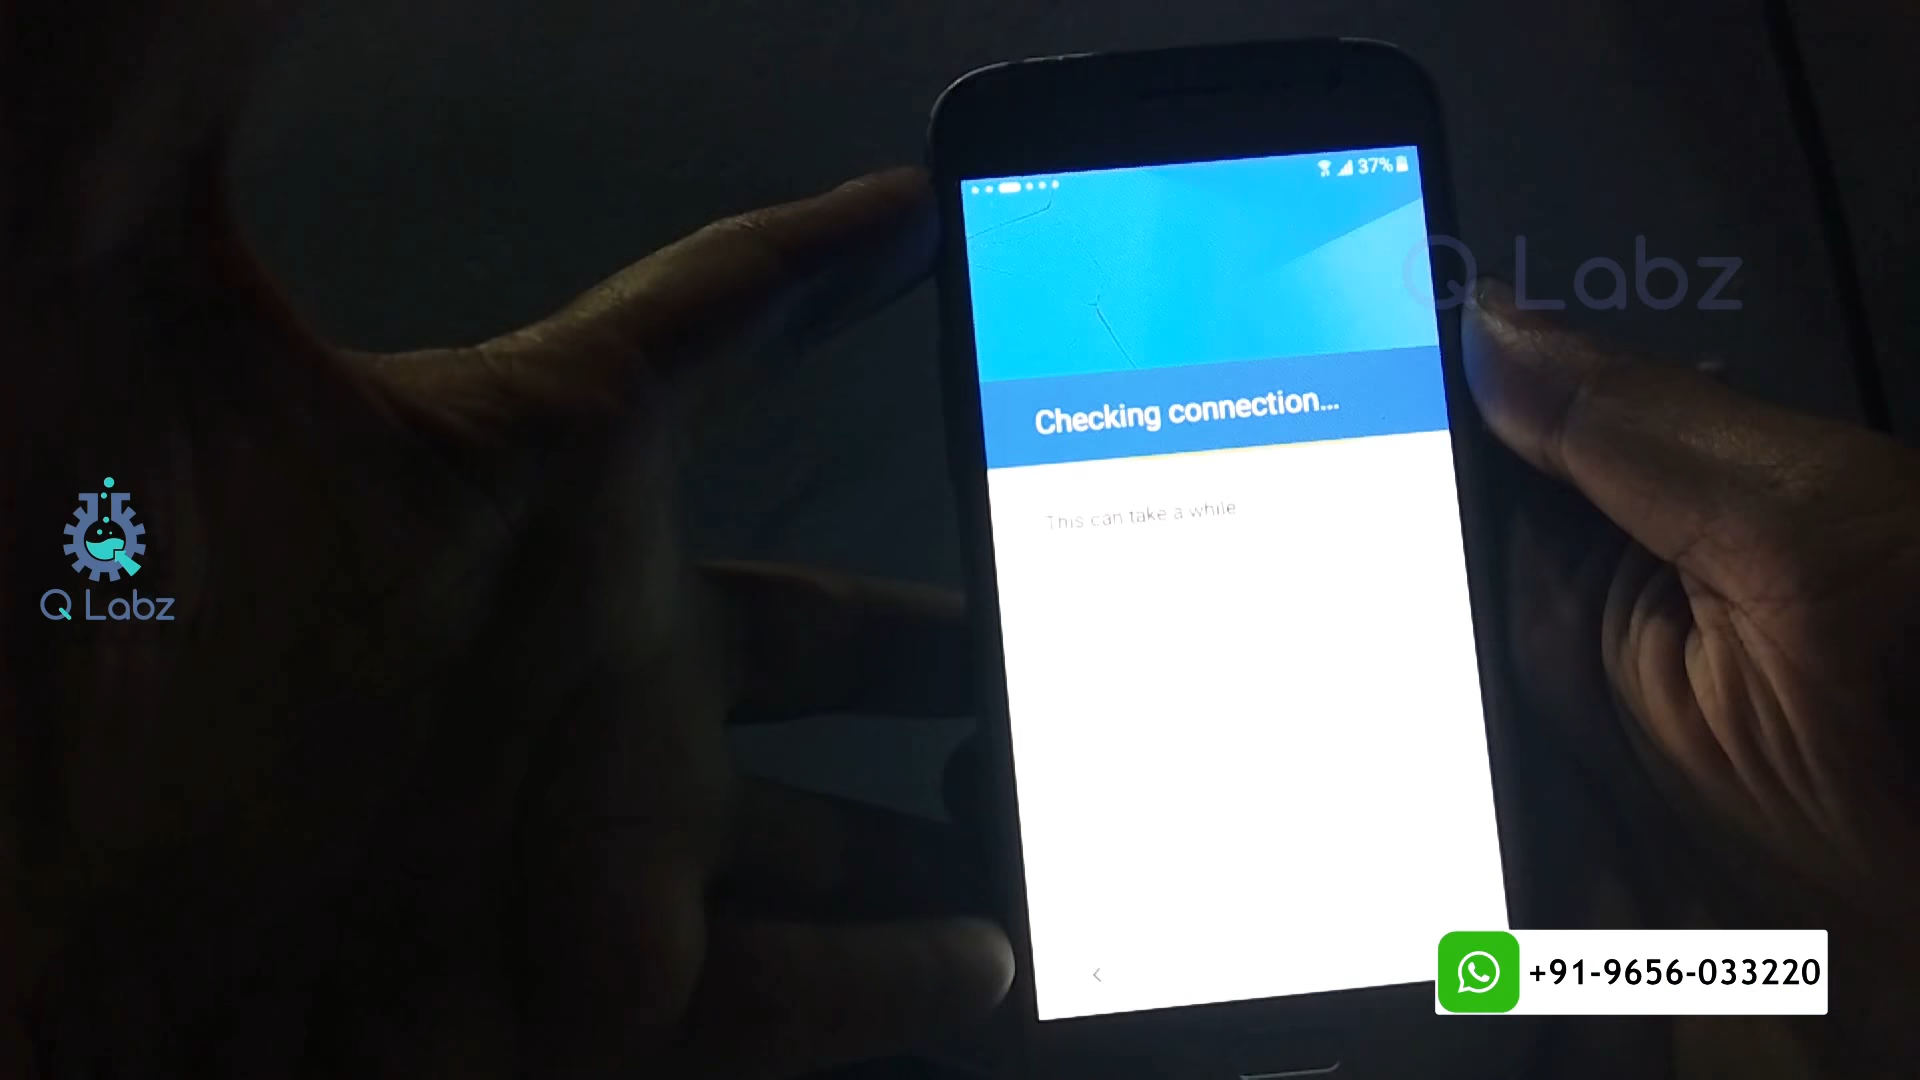 37%
Checking connection...
This can take a while
<
Q Labz
Q Labz
+91-9656-033220